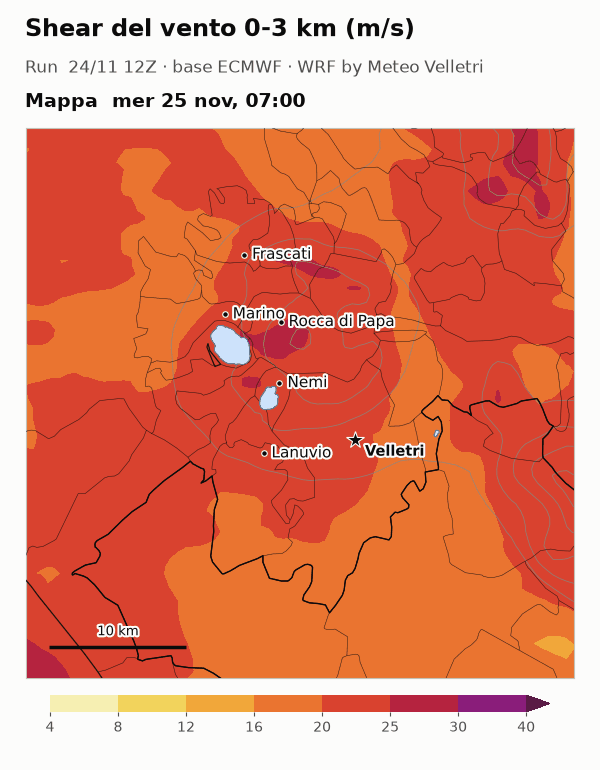 Shear del vento 0-3 km (m/s)
Run  24/11 12Z · base ECMWF · WRF by Meteo Velletri
Mappa  mer 25 nov, 07:00
Frascati
Marino
Rocca di Papa
Nemi
Velletri
Lanuvio
10 km
4 8 12 16 20 25 30 40